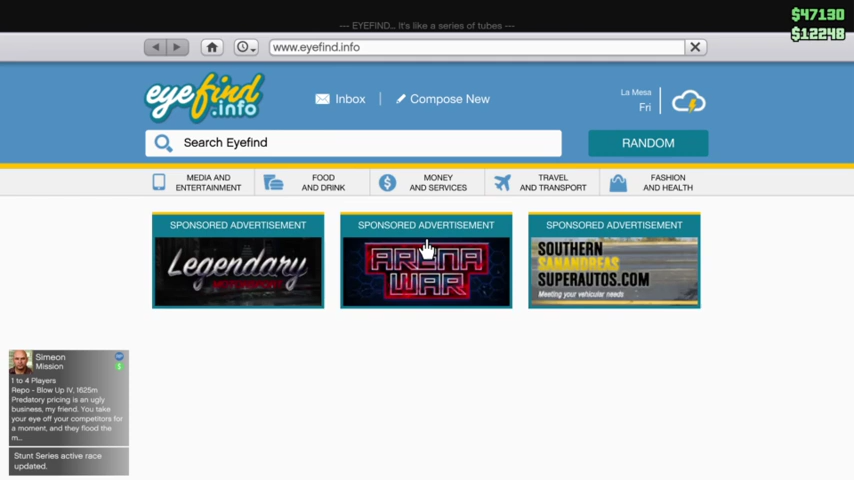 --- EYEFIND... It's like a series of tubes ---
$47130
$12248
www.eyefind.info
eyefind
.info
Inbox
Compose New
La Mesa
Fri
Search Eyefind
RANDOM
MEDIA AND
ENTERTAINMENT
FOOD
AND DRINK
MONEY
AND SERVICES
TRAVEL
AND TRANSPORT
FASHION
AND HEALTH
SPONSORED ADVERTISEMENT
Legendary
SPONSORED ADVERTISEMENT
ARENA
WAR
SPONSORED ADVERTISEMENT
SOUTHERN
SANANDREAS
SUPERAUTOS.COM
Meeting your vehicular needs
Simeon
Mission
1 to 4 Players
Repo - Blow Up IV, 1625m
Predatory pricing is an ugly
business, my friend. You take
your eye off your competitors for
a moment, and they flood the
m...
Stunt Series active race
updated.